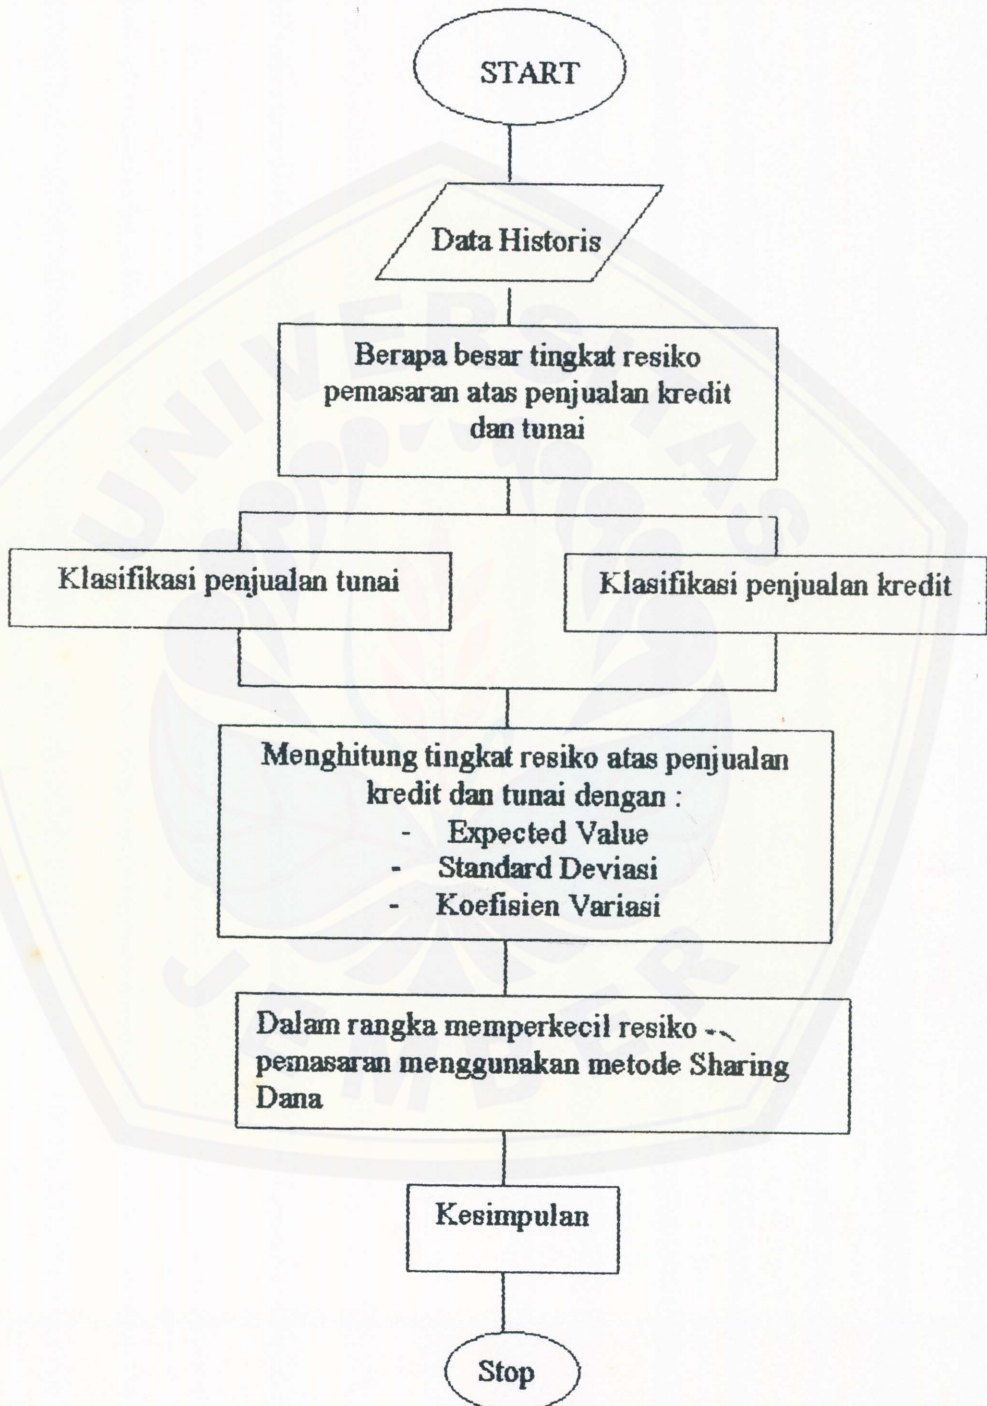 START
Data Historis
Berapa besar tingkat resiko
pemasaran atas penjualan kredit
dan tunai
Klasifikasi penjualan tunai
Klasifikasi penjualan kredit
Menghitung tingkat resiko atas penjualan
kredit dan tunai dengan :
- Expected Value
- Standard Deviasi
- Koefisien Variasi
Dalam rangka memperkecil resiko
pemasaran menggunakan metode Sharing
Dana
Kesimpulan
Stop
UNIVERSITAS
JEMBER